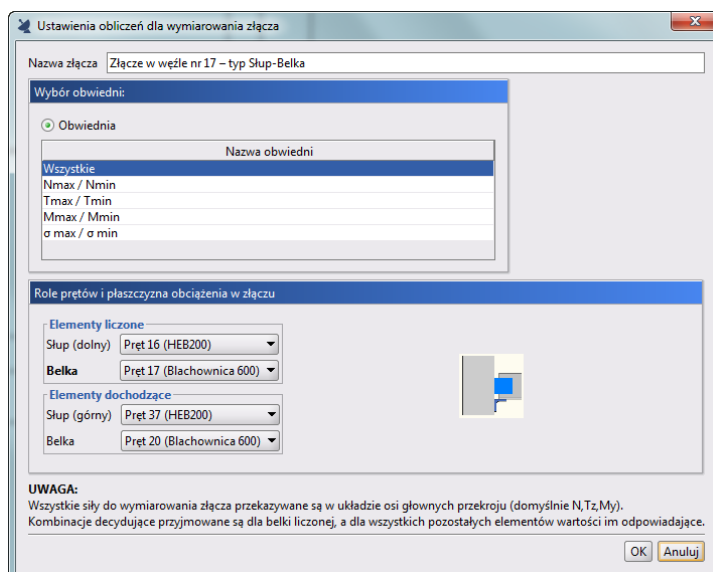 Ustawienia obliczeń dla wymiarowania złącza
Nazwa złącza Złącze w węźle nr 17 – typ Słup-Belka
Wybór obwiedni:
Obwiednia
Nazwa obwiedni
Wszystkie
Nmax / Nmin
Tmax / Tmin
Mmax / Mmin
σ max / σ min
Role prętów i płaszczyzna obciążenia w złączu
Elementy liczone
Słup (dolny) Pręt 16 (HEB200)
Belka Pręt 17 (Blachownica 600)
Elementy dochodzące
Słup (górny) Pręt 37 (HEB200)
Belka Pręt 20 (Blachownica 600)
UWAGA:
Wszystkie siły do wymiarowania złącza przekazywane są w układzie osi głownych przekroju (domyślnie N,Tz,My).
Kombinacje decydujące przyjmowane są dla belki liczonej, a dla wszystkich pozostałych elementów wartości im odpowiadające.
OK Anuluj